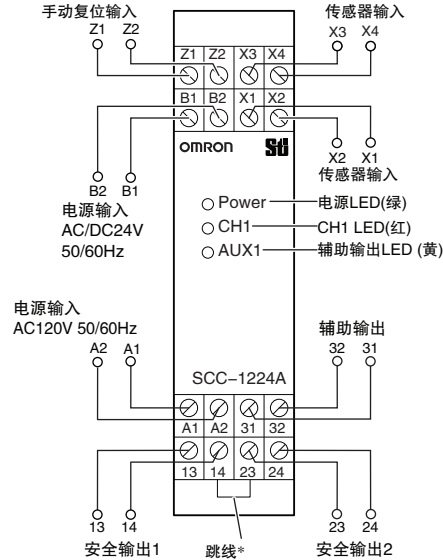 手动复位输入
传感器输入
Z1 Z2
X3 X4
Z1 Z2 X3 X4
B1 B2 X1 X2
OMRON Sti
B2 B1
X2 X1
传感器输入
电源输入
AC/DC24V
50/60Hz
Power
电源LED(绿)
CH1
CH1 LED(红)
AUX1
辅助输出LED (黄)
电源输入
AC120V 50/60Hz
A2 A1
辅助输出
32 31
SCC-1224A
A1 A2 31 32
13 14 23 24
13 14
23 24
安全输出1
跳线*
安全输出2